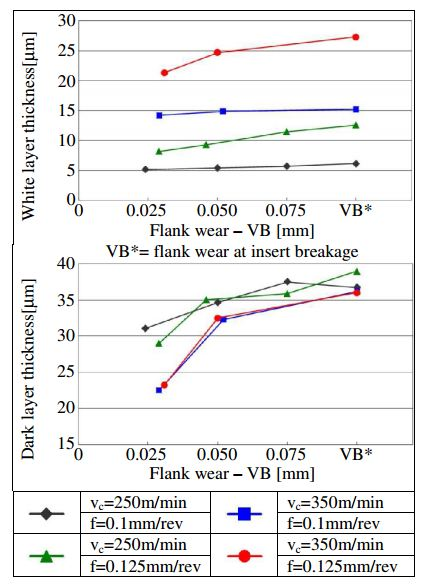 White layer thickness[μm]
30
25
20
15
10
5
0
0 0.025 0.050 0.075 VB*
Flank wear – VB [mm]
VB*= flank wear at insert breakage
Dark layer thickness[μm]
40
35
30
25
20
15
0 0.025 0.050 0.075 VB*
Flank wear – VB [mm]
vc=250m/min vc=350m/min
f=0.1mm/rev f=0.1mm/rev
vc=250m/min vc=350m/min
f=0.125mm/rev f=0.125mm/rev